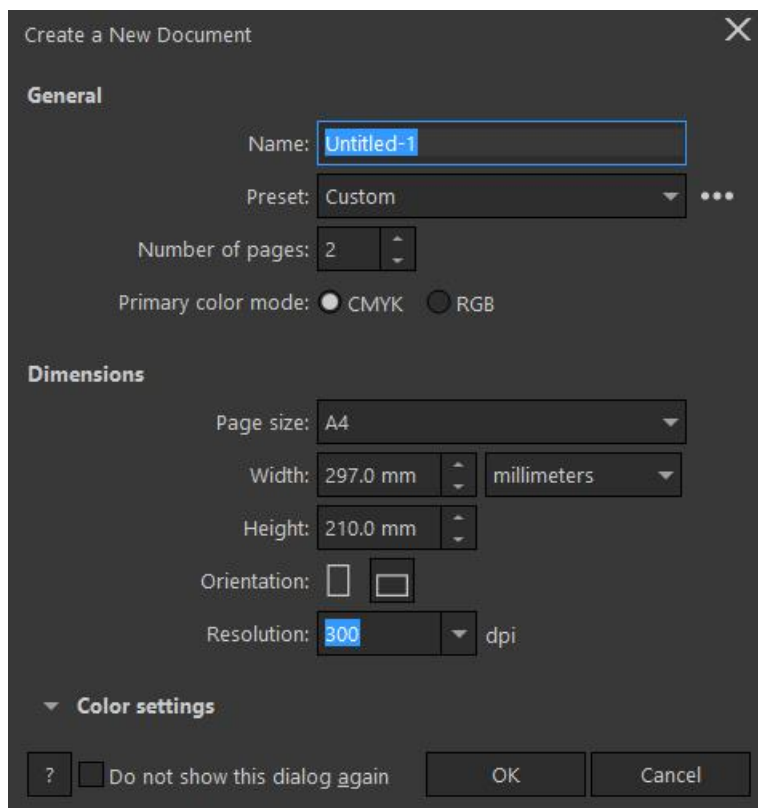 Create a New Document
General
Name: Untitled-1
Preset: Custom
Number of pages: 2
Primary color mode: CMYK RGB
Dimensions
Page size: A4
Width: 297.0 mm millimeters
Height: 210.0 mm
Orientation:
Resolution: 300 dpi
Color settings
? Do not show this dialog again OK Cancel